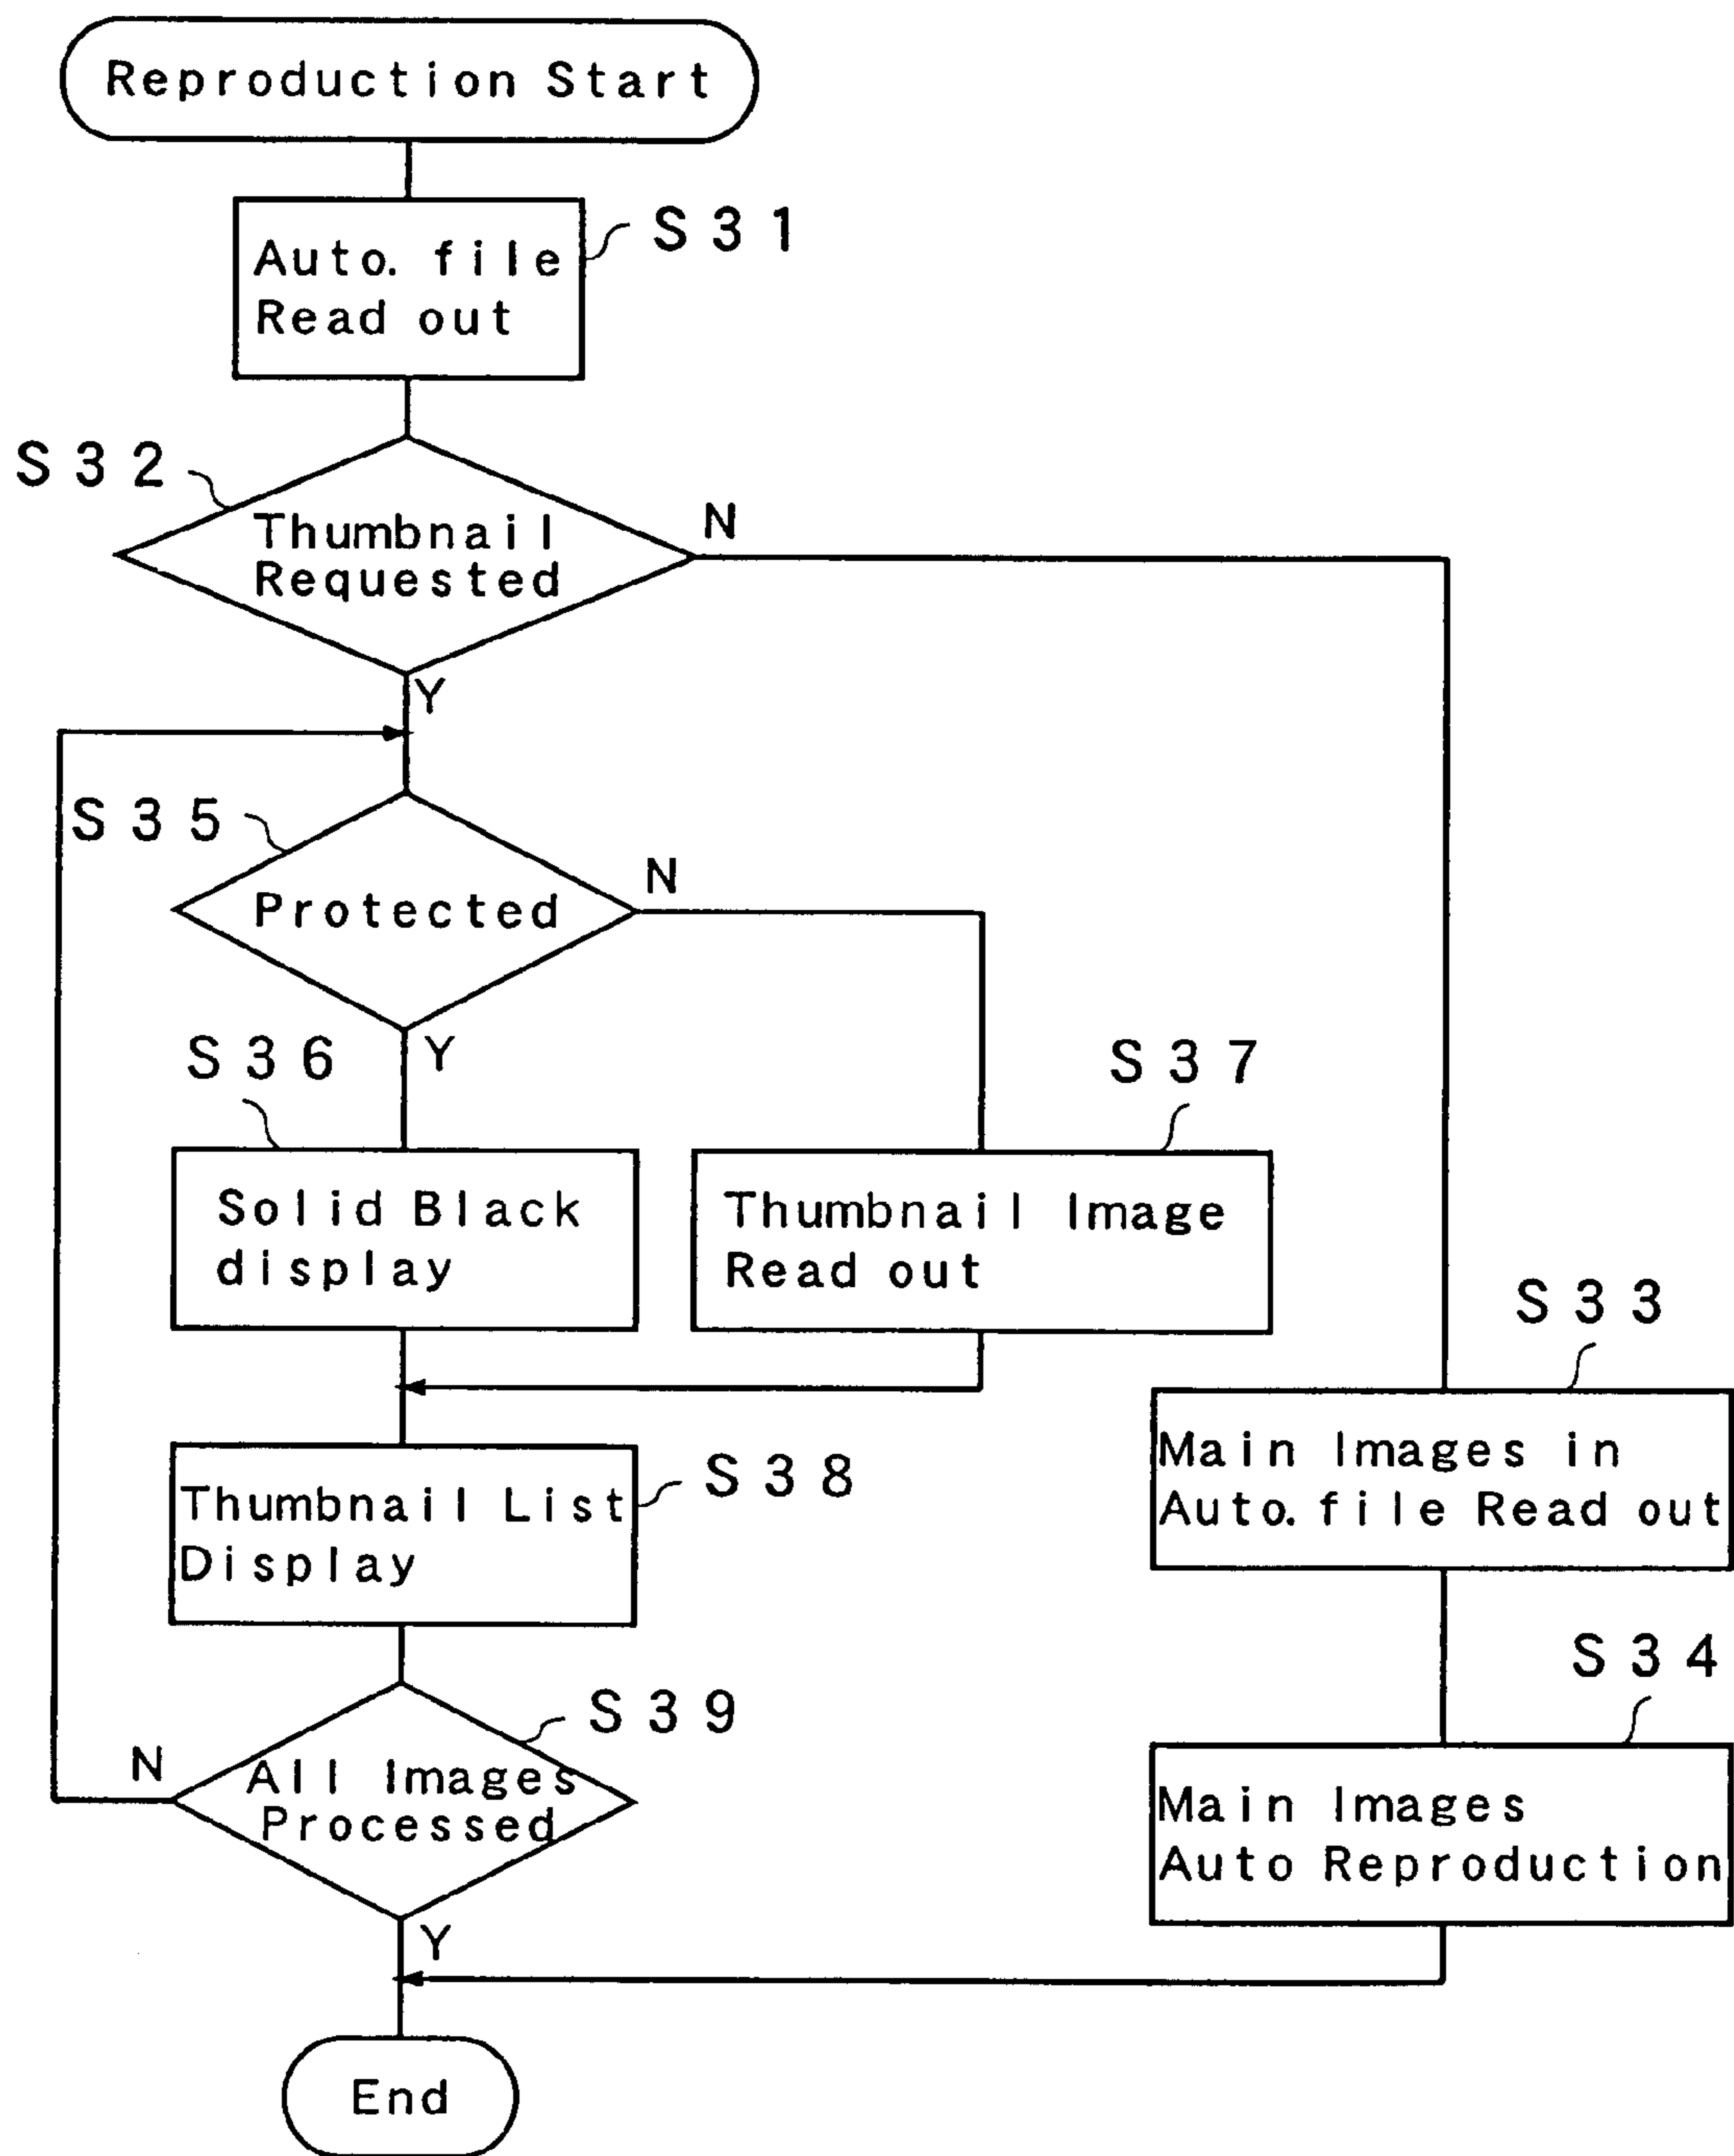 Reproduction Start
S31
Auto. file
Read out
S32
Thumbnail
Requested
N
Y
S35
Protected
N
Y
S36
Solid Black
display
S37
Thumbnail Image
Read out
S33
Main Images in
Auto. file Read out
S38
Thumbnail List
Display
S34
Main Images
Auto Reproduction
S39
All Images
Processed
N
Y
End